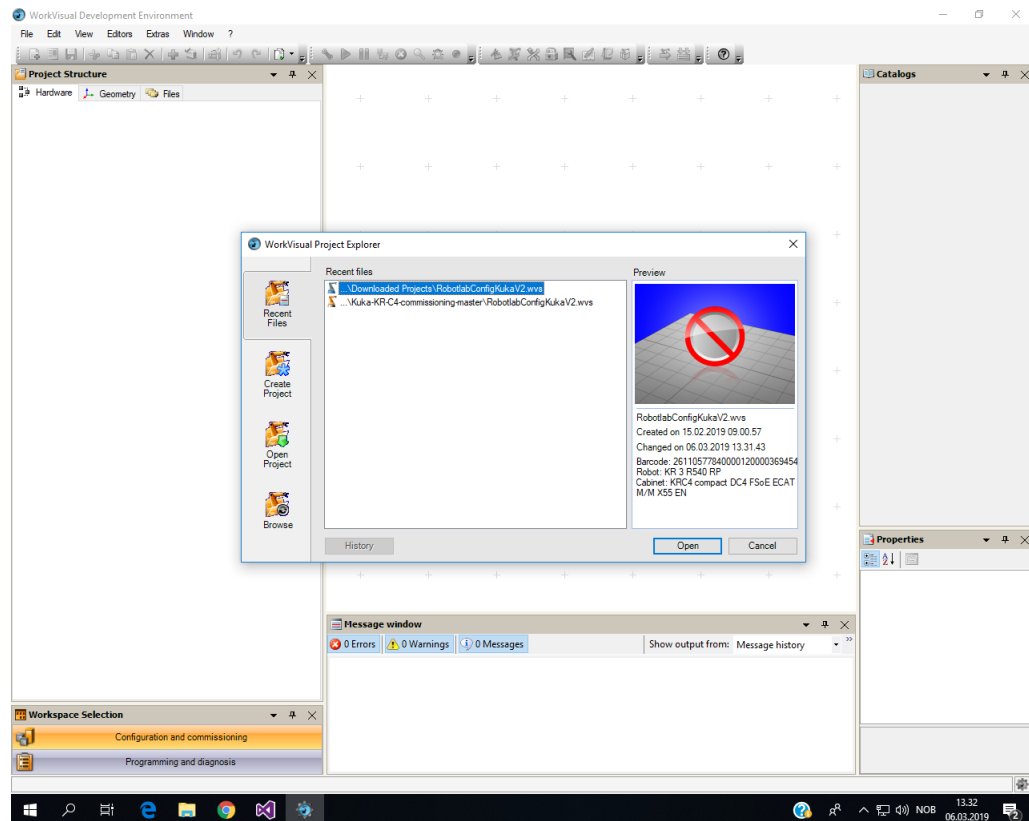 WorkVisual Development Environment
File Edit View Editors Extras Window ?
Project Structure
Hardware Geometry Files
Catalogs
WorkVisual Project Explorer
Recent files
Preview
...\Downloaded Projects\RobotlabConfigKukaV2.wvs
...\Kuka-KR-C4-commissioning-master\RobotlabConfigKukaV2.wvs
Recent
Files
Create
Project
Open
Project
Browse
RobotlabConfigKukaV2.wvs
Created on 15.02.2019 09.00.57
Changed on 06.03.2019 13.31.43
Barcode: 26110577840000120000369454
Robot: KR 3 R540 RP
Cabinet: KRC4 compact DC4 FSoE ECAT
M/M X55 EN
History
Open Cancel
Properties
Message window
0 Errors 0 Warnings 0 Messages Show output from: Message history
Workspace Selection
Configuration and commissioning
Programming and diagnosis
NOB
13.32
06.03.2019
2